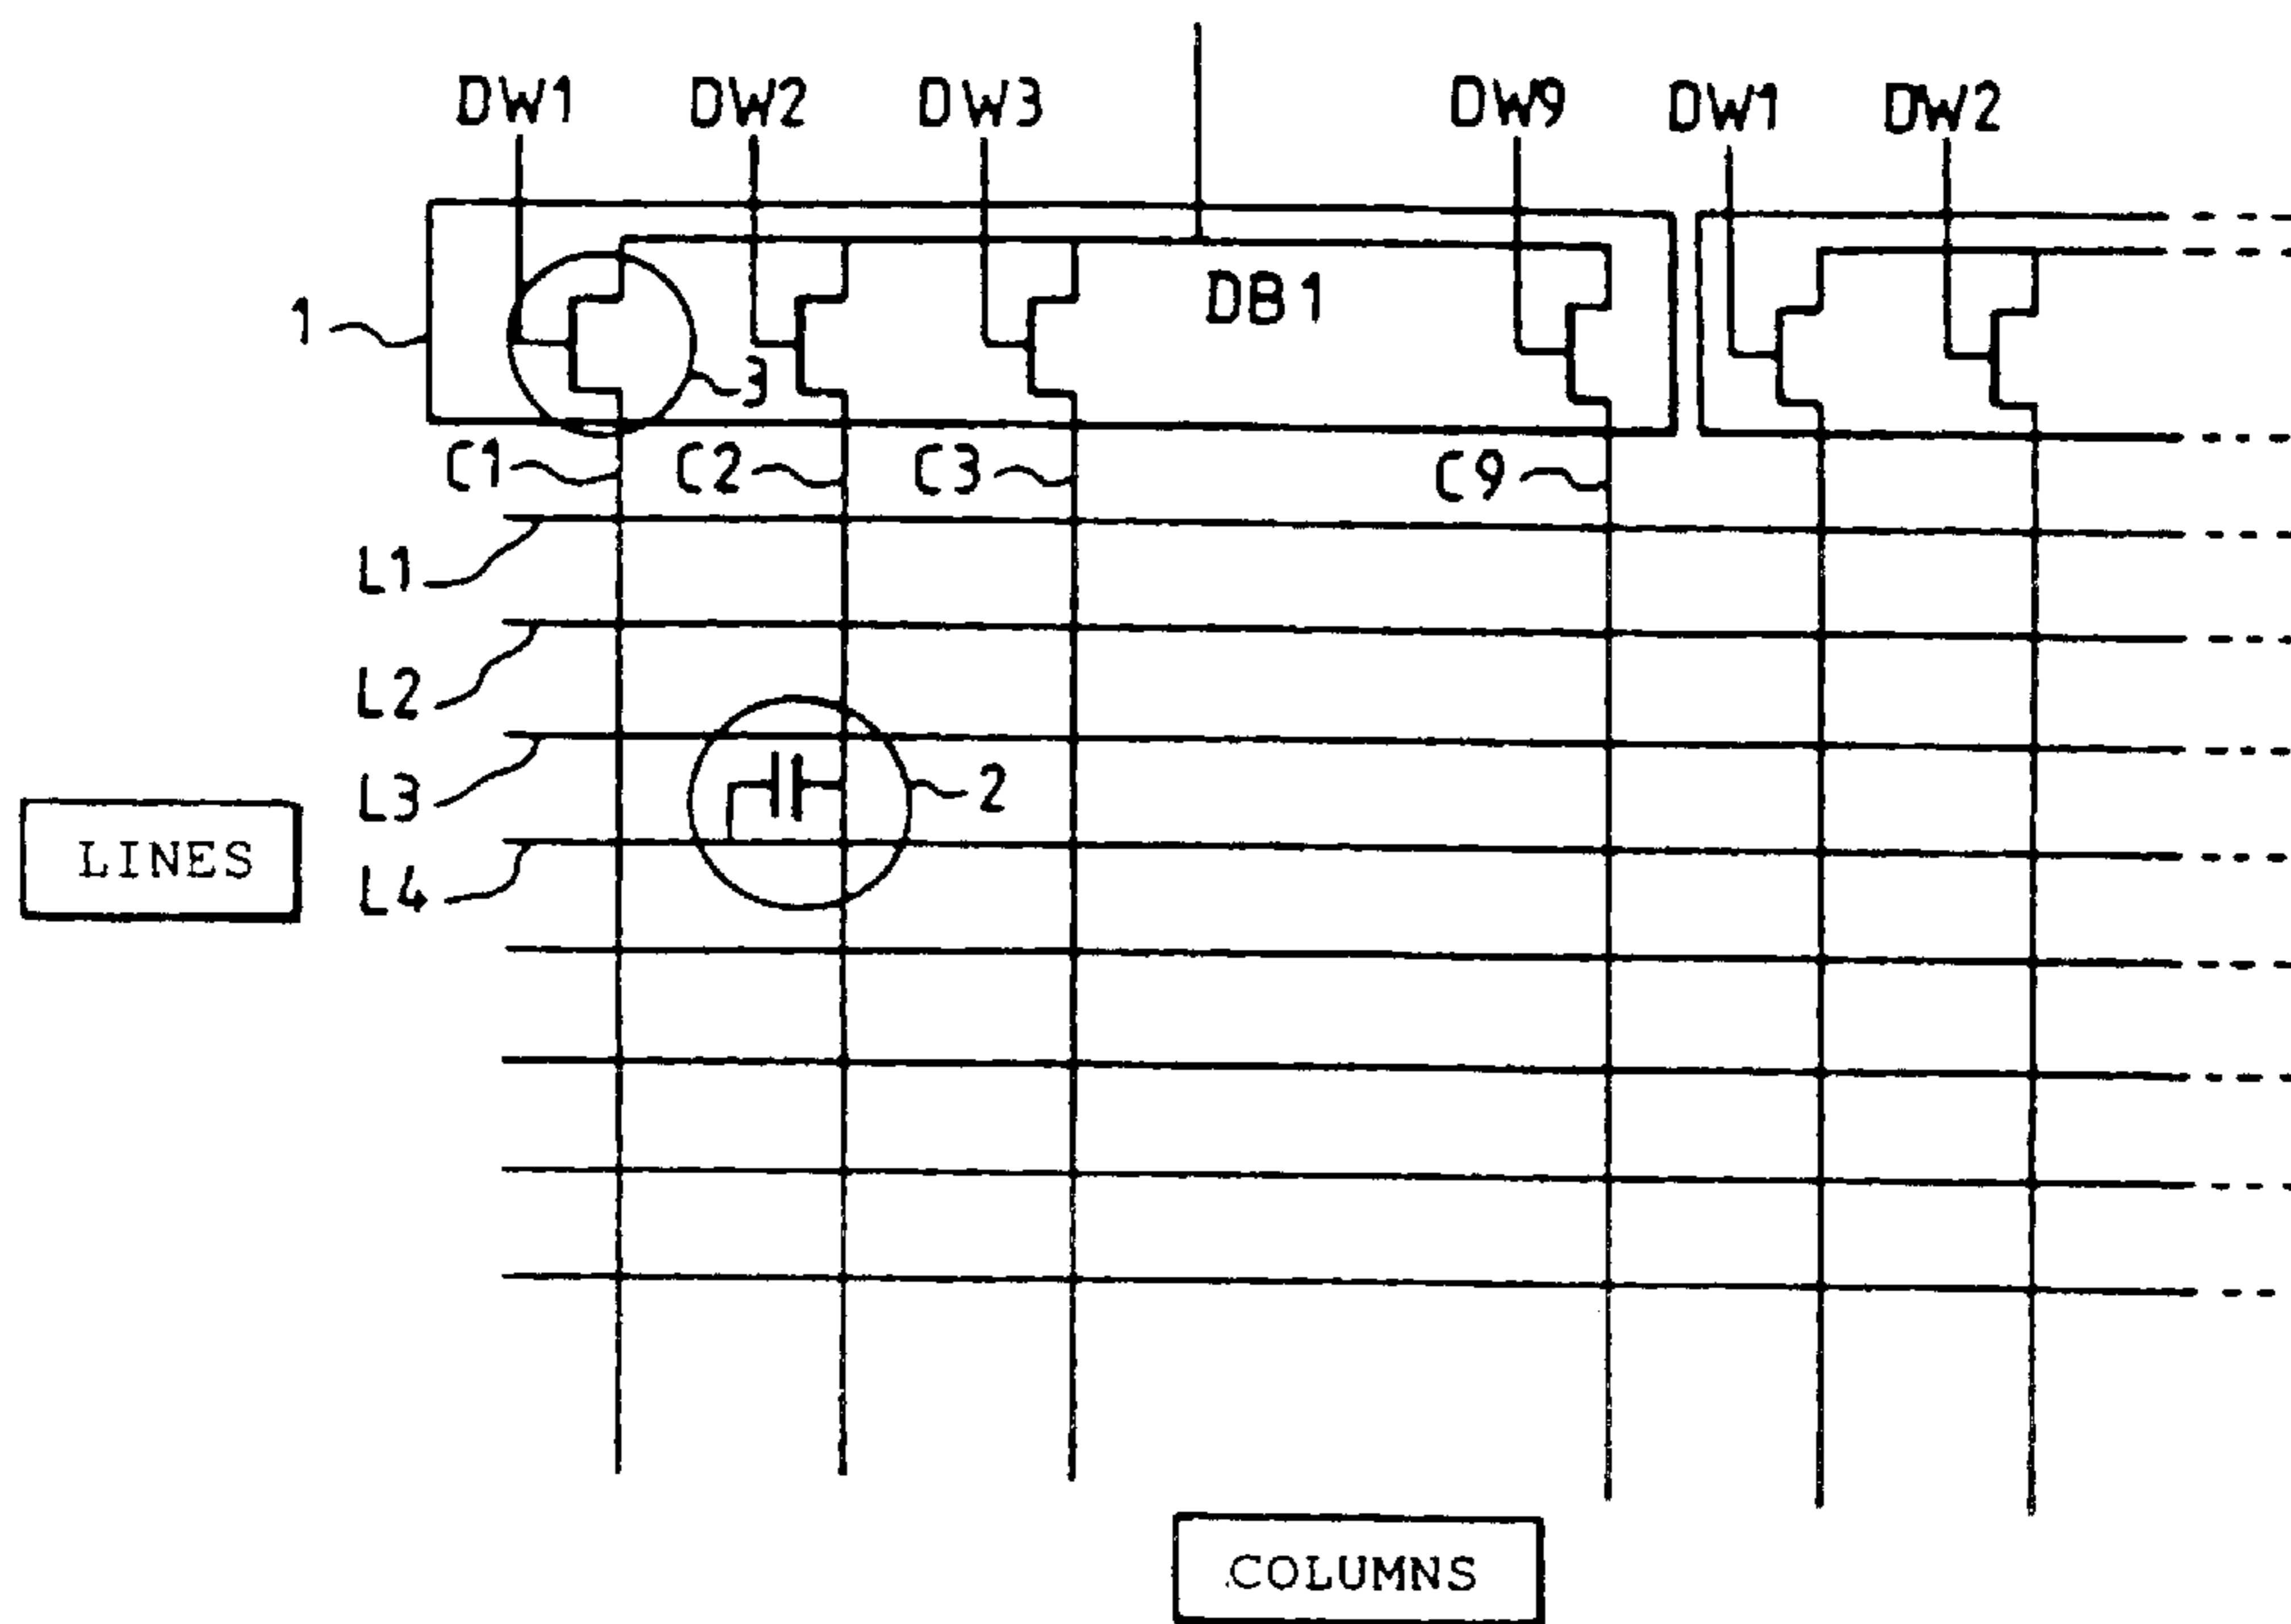 DW1 DW2 DW3 DW9 DW1 DW2
DB1
1
3
C1 C2 C3 C9
L1
L2
L3
2
LINES
L4
COLUMNS